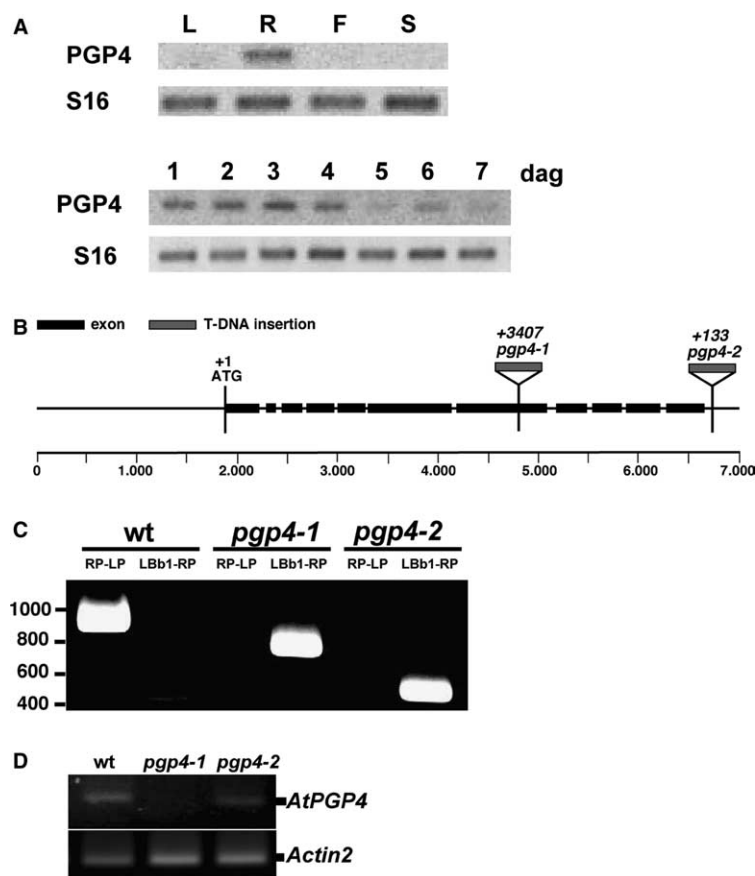 A
L R F S
PGP4
S16
1 2 3 4 5 6 7 dag
PGP4
S16
B
exon T-DNA insertion
+3407 +133
pgp4-1 pgp4-2
+1
ATG
0 1.000 2.000 3.000 4.000 5.000 6.000 7.000
C
wt pgp4-1 pgp4-2
RP-LP LBb1-RP RP-LP LBb1-RP RP-LP LBb1-RP
1000
800
600
400
D
wt pgp4-1 pgp4-2
AtPGP4
Actin2